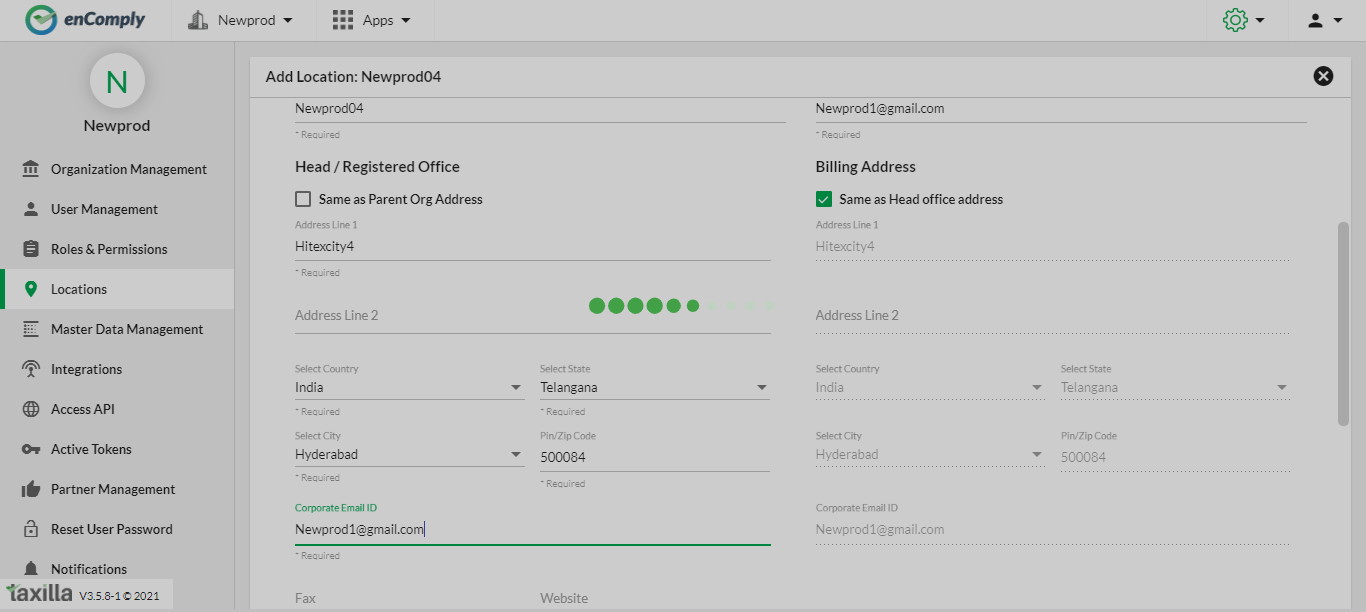 enComply
Newprod
Apps
N
Newprod
Organization Management
User Management
Roles & Permissions
Locations
Master Data Management
Integrations
Access API
Active Tokens
Partner Management
Reset User Password
Notifications
taxilla V3.5.8-1 © 2021
Add Location: Newprod04
Newprod04
Newprod1@gmail.com
* Required
* Required
Head / Registered Office
Billing Address
Same as Parent Org Address
Same as Head office address
Address Line 1
Address Line 1
Hitexcity4
Hitexcity4
* Required
Address Line 2
Address Line 2
Select Country
Select State
Select Country
Select State
India
Telangana
India
Telangana
* Required
* Required
Select City
Pin/Zip Code
Select City
Pin/Zip Code
Hyderabad
500084
Hyderabad
500084
* Required
* Required
Corporate Email ID
Corporate Email ID
Newprod1@gmail.com
Newprod1@gmail.com
* Required
Fax
Website